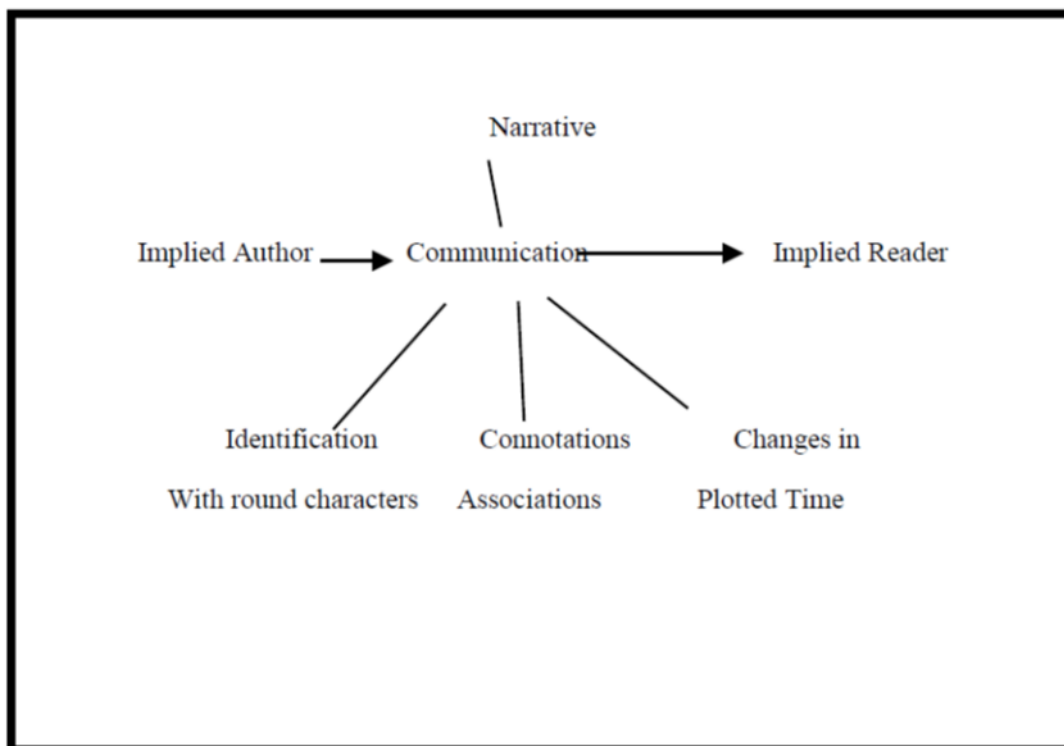 Narrative
Implied Author Communication Implied Reader
Identification Connotations Changes in
With round characters Associations Plotted Time